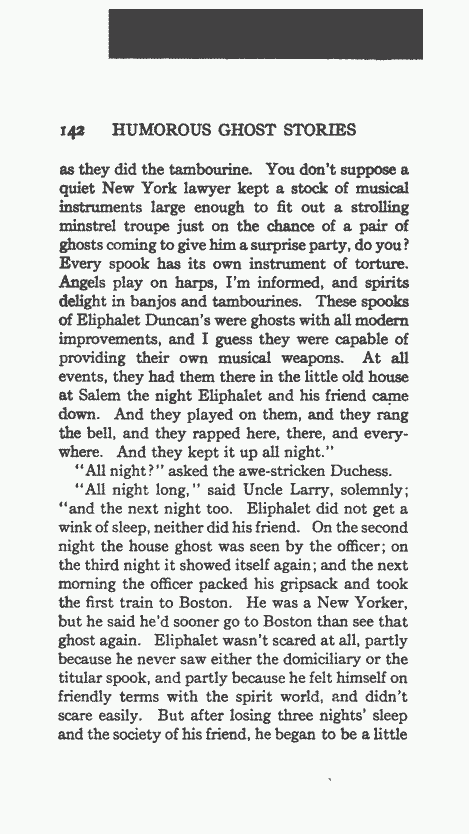 142 HUMOROUS GHOST STORIES
as they did the tambourine. You don't suppose a
quiet New York lawyer kept a stock of musical
instruments large enough to fit out a strolling
minstrel troupe just on the chance of a pair of
ghosts coming to give him a surprise party, do you?
Every spook has its own instrument of torture.
Angels play on harps, I'm informed, and spirits
delight in banjos and tambourines. These spooks
of Eliphalet Duncan's were ghosts with all modern
improvements, and I guess they were capable of
providing their own musical weapons. At all
events, they had them there in the little old house
at Salem the night Eliphalet and his friend came
down. And they played on them, and they rang
the bell, and they rapped here, there, and every-
where. And they kept it up all night."
"All night?" asked the awe-stricken Duchess.
"All night long," said Uncle Larry, solemnly;
"and the next night too. Eliphalet did not get a
wink of sleep, neither did his friend. On the second
night the house ghost was seen by the officer; on
the third night it showed itself again; and the next
morning the officer packed his gripsack and took
the first train to Boston. He was a New Yorker,
but he said he'd sooner go to Boston than see that
ghost again. Eliphalet wasn't scared at all, partly
because he never saw either the domiciliary or the
titular spook, and partly because he felt himself on
friendly terms with the spirit world, and didn't
scare easily. But after losing three nights' sleep
and the society of his friend, he began to be a little